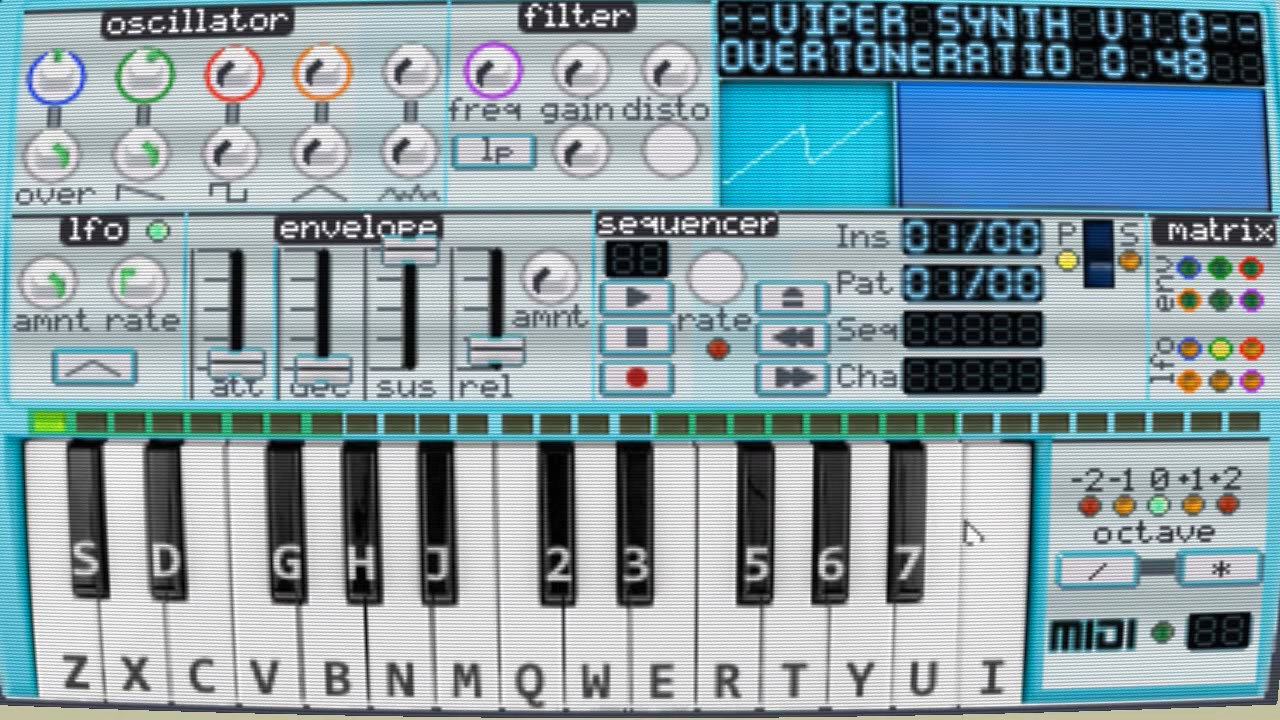 oscillator
filter
--VIPER SYNTH V1.0--
OVERTONERATIO 0.48
freq gain disto
lp
over
lfo
envelope
sequencer
matrix
Ins 01/00
P S
Pat 01/00
env
amnt rate
amnt
rate
Seq
lfo
att dec sus rel
Cha
-2 -1 0 +1 +2
octave
/ *
S D G H J 2 3 5 6 7
MIDI
Z X C V B N M Q W E R T Y U I